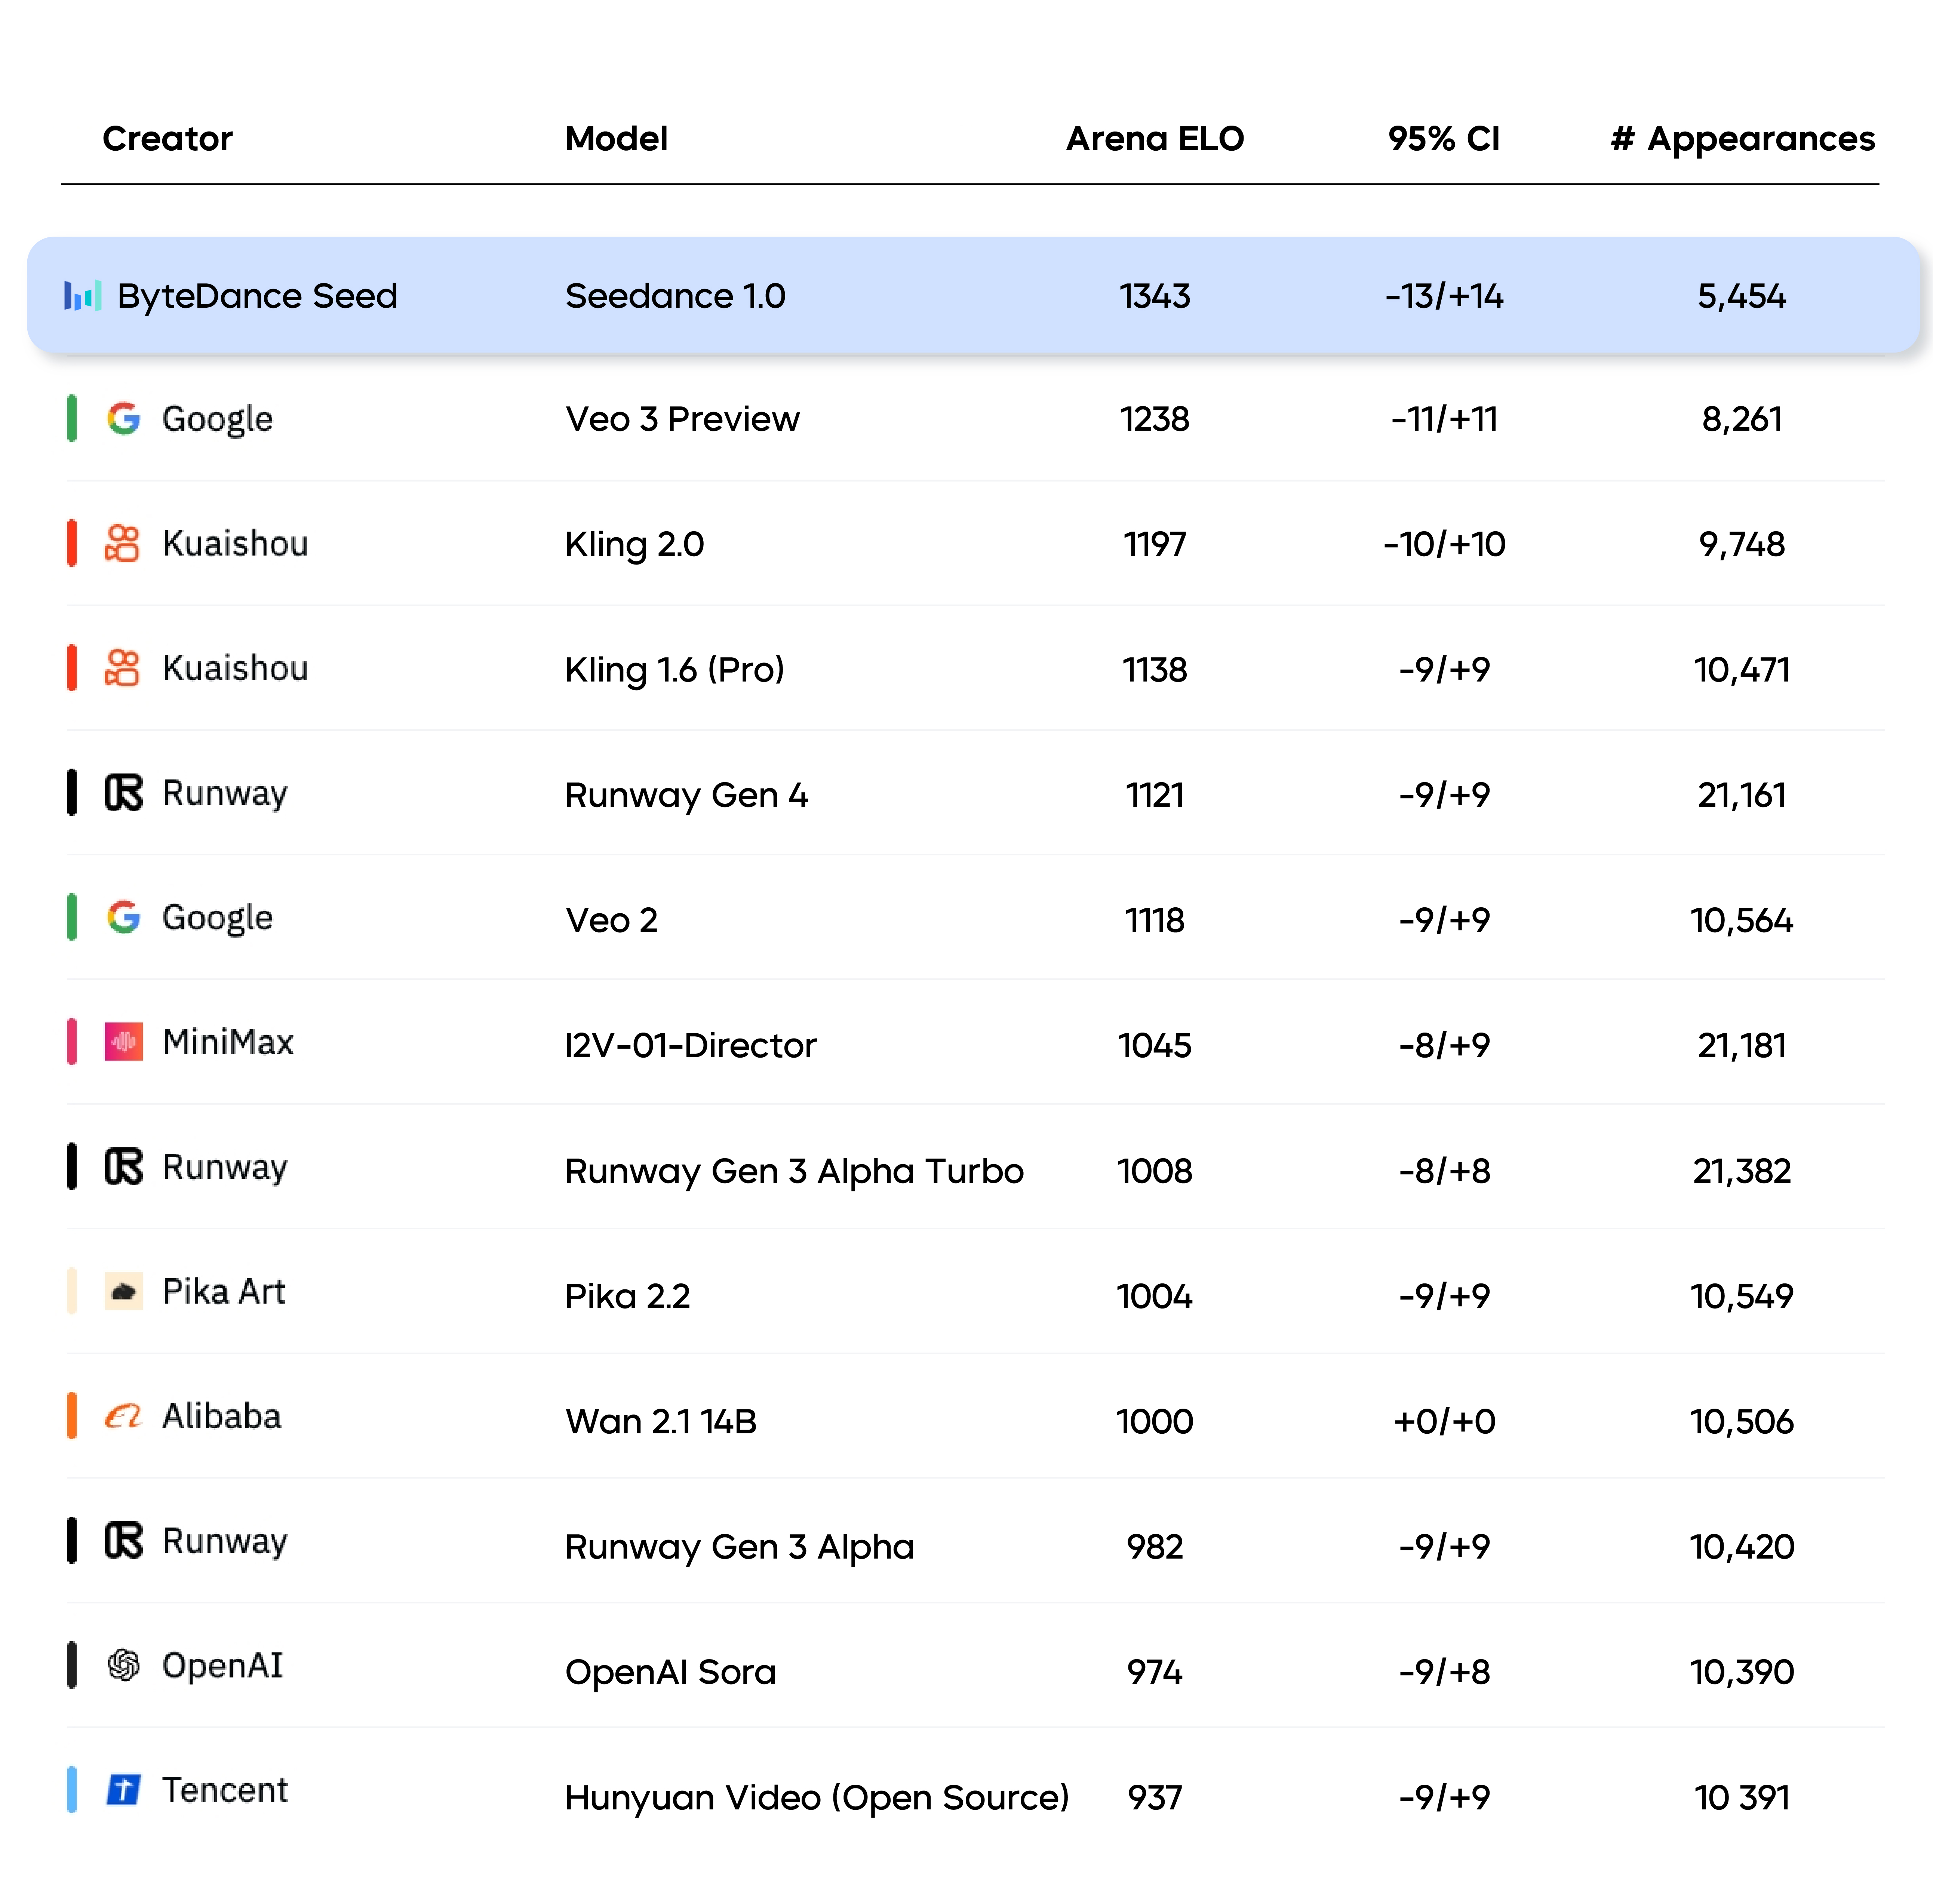 Creator Model Arena ELO 95% CI # Appearances
ByteDance Seed Seedance 1.0 1343 -13/+14 5,454
Google Veo 3 Preview 1238 -11/+11 8,261
Kuaishou Kling 2.0 1197 -10/+10 9,748
Kuaishou Kling 1.6 (Pro) 1138 -9/+9 10,471
Runway Runway Gen 4 1121 -9/+9 21,161
Google Veo 2 1118 -9/+9 10,564
MiniMax I2V-01-Director 1045 -8/+9 21,181
Runway Runway Gen 3 Alpha Turbo 1008 -8/+8 21,382
Pika Art Pika 2.2 1004 -9/+9 10,549
Alibaba Wan 2.1 14B 1000 +0/+0 10,506
Runway Runway Gen 3 Alpha 982 -9/+9 10,420
OpenAI OpenAI Sora 974 -9/+8 10,390
Tencent Hunyuan Video (Open Source) 937 -9/+9 10 391